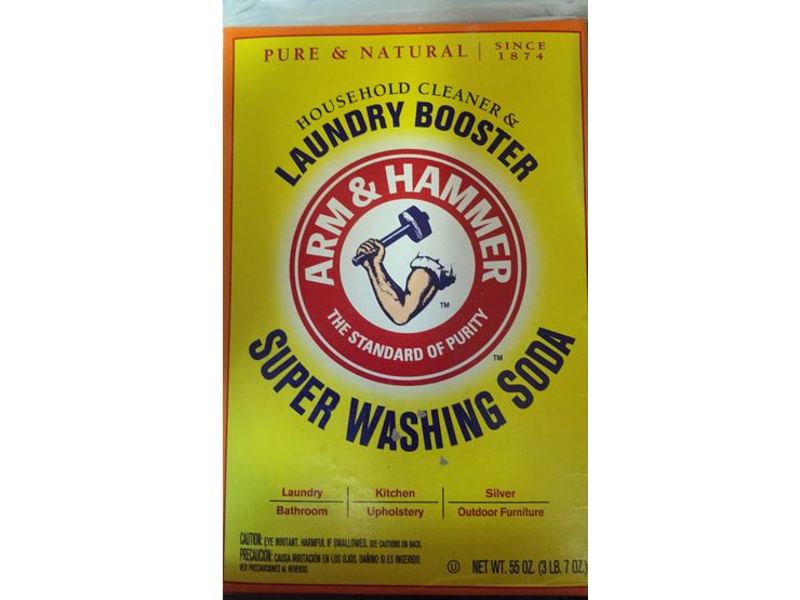 PURE & NATURAL | SINCE 1874
HOUSEHOLD CLEANER &
LAUNDRY BOOSTER
ARM & HAMMER
TM
THE STANDARD OF PURITY
TM
SUPER WASHING SODA
Laundry Kitchen Silver
Bathroom Upholstery Outdoor Furniture
CAUTION: EYE IRRITANT. HARMFUL IF SWALLOWED. SEE CAUTIONS ON BACK.
PRECAUCION: CAUSA IRRITACIÓN EN LOS OJOS. DAÑINO SI ES INGERIDO.
VER PRECAUCIONES AL REVERSO.
U NET WT. 55 OZ. (3 LB. 7 OZ.)